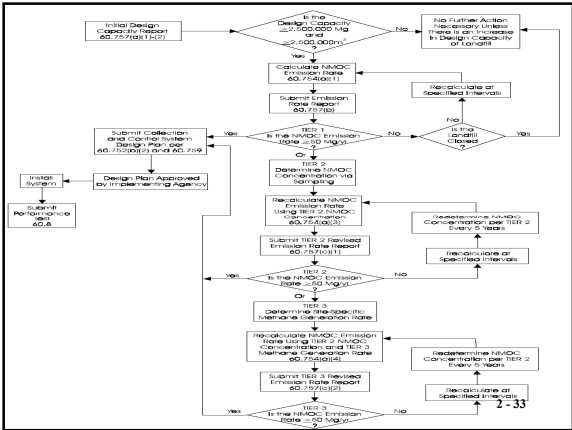 Initial Design
Capacity Report
60.757(a)(1)-(2)
Is the
Design Capacity
≥2,500,000 Mg
and
≥2,500,000m³
?
No
No Further Action
Necessary Unless
There is an Increase
in Design Capacity
of Landfill
Yes
Calculate NMOC
Emission Rate
60.754(a)(1)
Recalculate at
Specified Intervals
Submit Emission
Rate Report
60.757(b)
No
Submit Collection
and Control System
Design Plan per
60.752(b)(2) and 60.759
Yes
TIER 1
Is the NMOC Emission
Rate ≥50 Mg/yr
?
No
Is the
Landfill
Closed
?
Yes
Or
Install
System
Design Plan Approved
by Implementing Agency
TIER 2
Determine NMOC
Concentration via
Sampling
Submit
Performance
Test
60.8
Recalculate NMOC
Emission Rate
Using TIER 2 NMOC
Concentration
60.754(a)(3)
Redetermine NMOC
Concentration per TIER 2
Every 5 Years
Submit TIER 2 Revised
Emission Rate Report
60.757(c)(1)
Recalculate at
Specified Intervals
Yes
TIER 2
Is the NMOC Emission
Rate ≥50 Mg/yr
?
No
Or
TIER 3
Determine Site-Specific
Methane Generation Rate
Recalculate NMOC Emission
Rate Using TIER 2 NMOC
Concentration and TIER 3
Methane Generation Rate
60.754(a)(4)
Redetermine NMOC
Concentration per TIER 2
Every 5 Years
Submit TIER 3 Revised
Emission Rate Report
60.757(c)(2)
Recalculate at
Specified Intervals
2 - 33
Yes
TIER 3
Is the NMOC Emission
Rate ≥50 Mg/yr
?
No